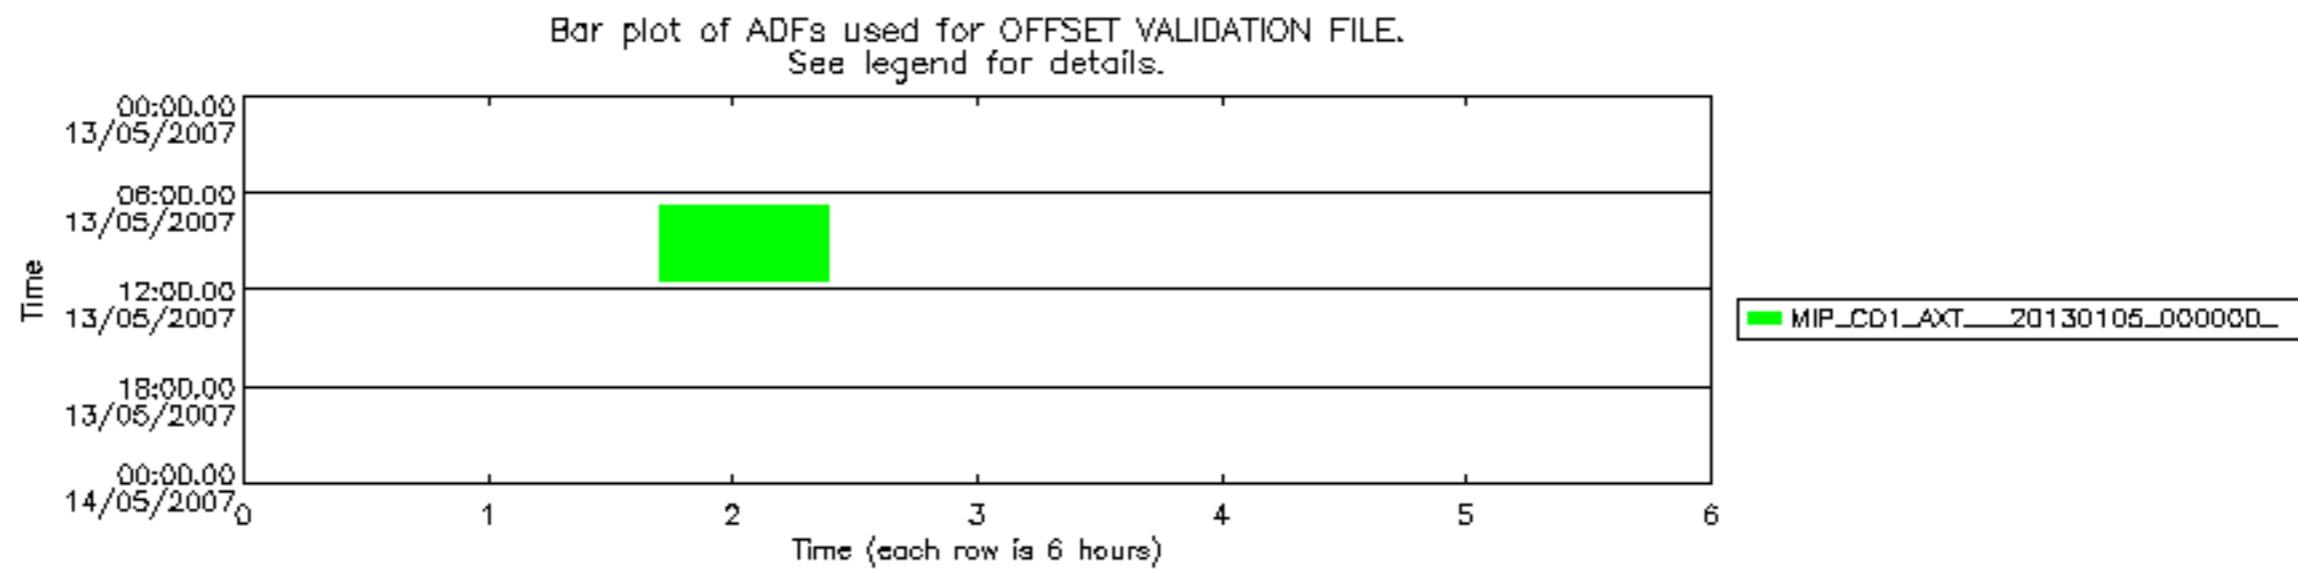 Bar plot of ADFs used for OFFSET VALIDATION FILE.
See legend for details.
00:00.00
13/05/2007
06:00.00
13/05/2007
12:00.00
13/05/2007
18:00.00
13/05/2007
00:00.00
14/05/2007
Time
0 1 2 3 4 5 6
Time (each row is 6 hours)
MIP_CO1_AXT___20130105_000000_